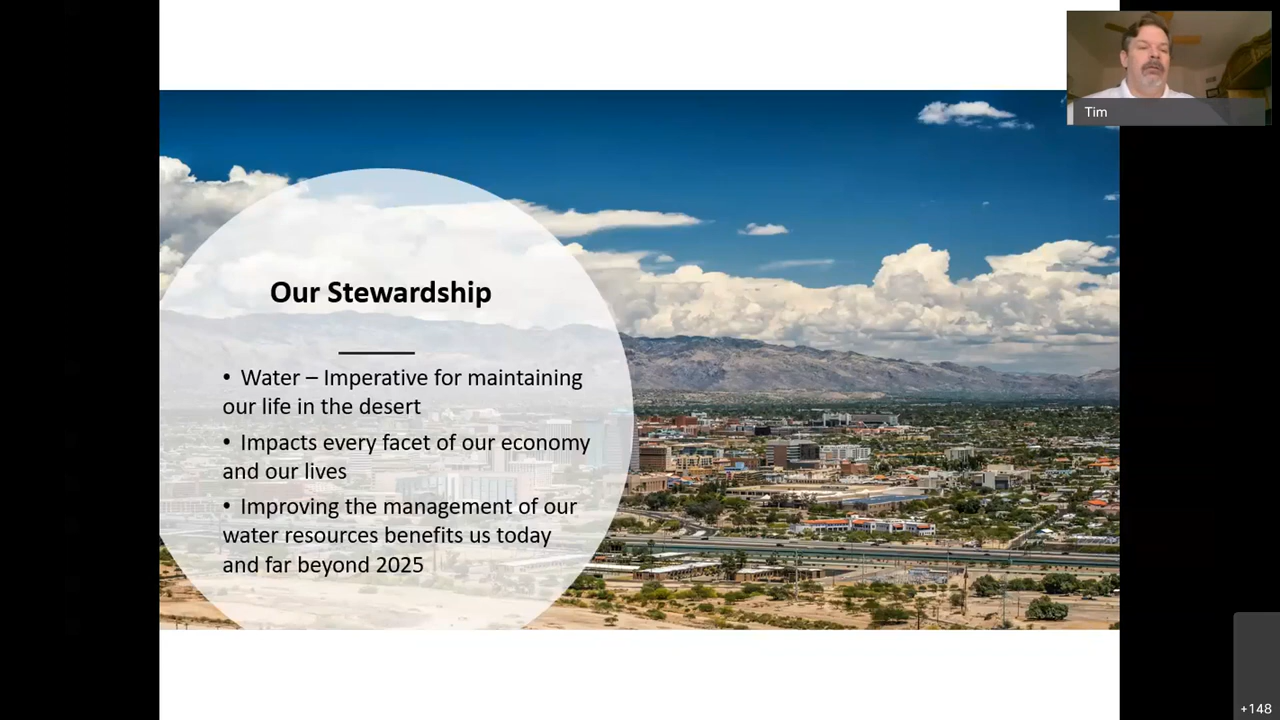 Tim
Our Stewardship
• Water – Imperative for maintaining
our life in the desert
• Impacts every facet of our economy
and our lives
• Improving the management of our
water resources benefits us today
and far beyond 2025
+148